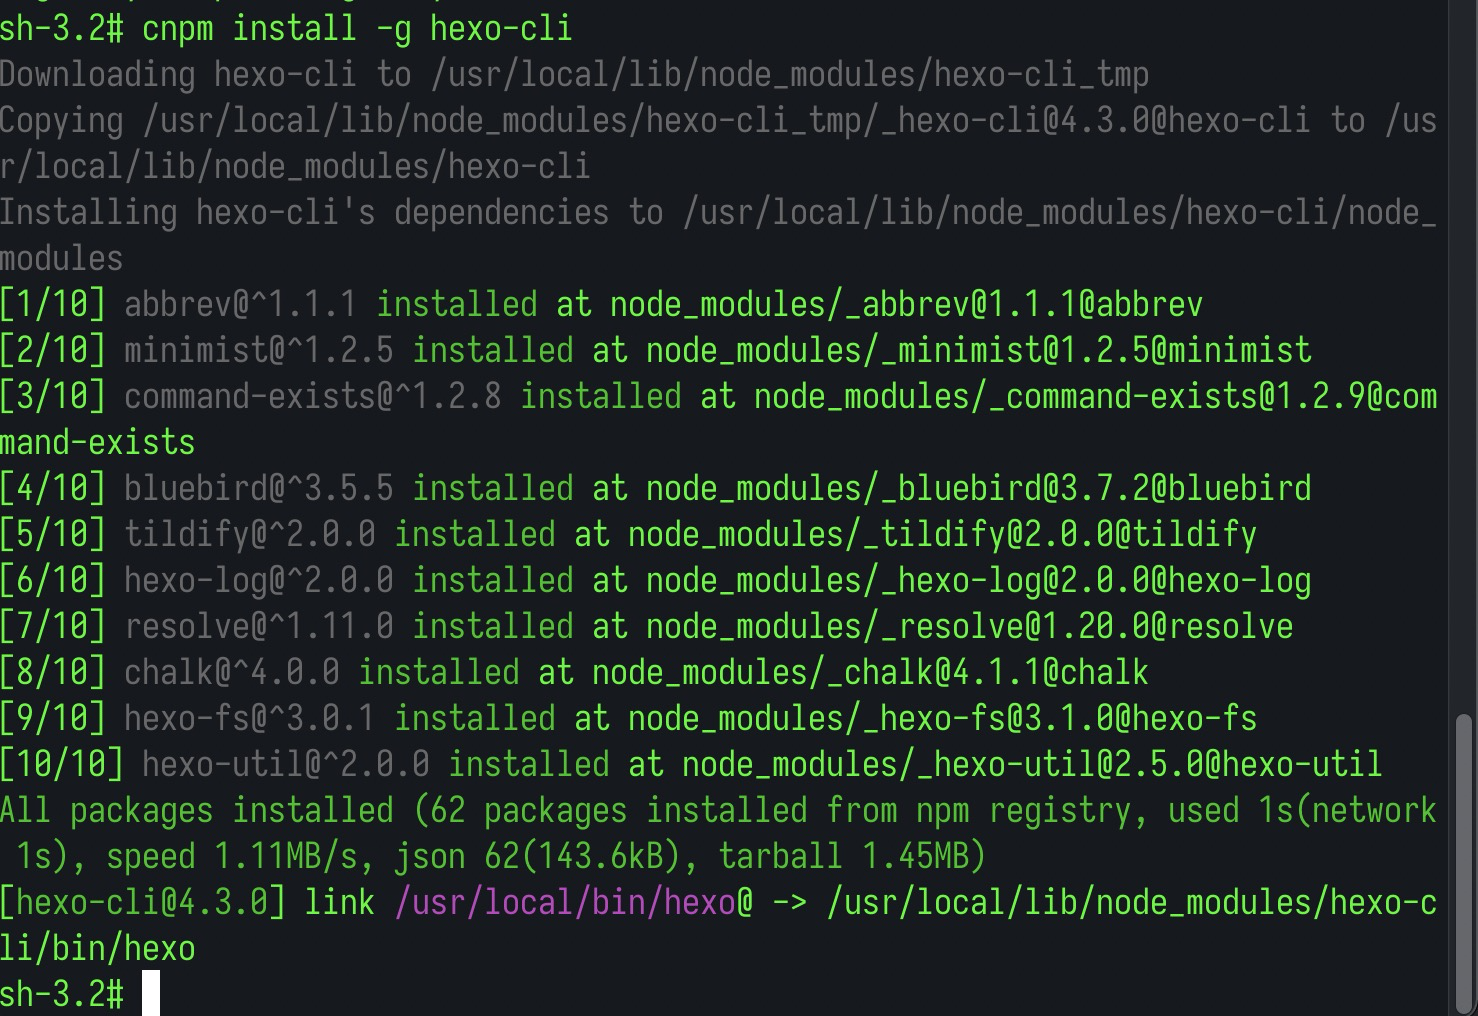 sh-3.2# cnpm install -g hexo-cli
Downloading hexo-cli to /usr/local/lib/node_modules/hexo-cli_tmp
Copying /usr/local/lib/node_modules/hexo-cli_tmp/_hexo-cli@4.3.0@hexo-cli to /us
r/local/lib/node_modules/hexo-cli
Installing hexo-cli's dependencies to /usr/local/lib/node_modules/hexo-cli/node_
modules
[1/10] abbrev@^1.1.1 installed at node_modules/_abbrev@1.1.1@abbrev
[2/10] minimist@^1.2.5 installed at node_modules/_minimist@1.2.5@minimist
[3/10] command-exists@^1.2.8 installed at node_modules/_command-exists@1.2.9@com
mand-exists
[4/10] bluebird@^3.5.5 installed at node_modules/_bluebird@3.7.2@bluebird
[5/10] tildify@^2.0.0 installed at node_modules/_tildify@2.0.0@tildify
[6/10] hexo-log@^2.0.0 installed at node_modules/_hexo-log@2.0.0@hexo-log
[7/10] resolve@^1.11.0 installed at node_modules/_resolve@1.20.0@resolve
[8/10] chalk@^4.0.0 installed at node_modules/_chalk@4.1.1@chalk
[9/10] hexo-fs@^3.0.1 installed at node_modules/_hexo-fs@3.1.0@hexo-fs
[10/10] hexo-util@^2.0.0 installed at node_modules/_hexo-util@2.5.0@hexo-util
All packages installed (62 packages installed from npm registry, used 1s(network
 1s), speed 1.11MB/s, json 62(143.6kB), tarball 1.45MB)
[hexo-cli@4.3.0] link /usr/local/bin/hexo@ -> /usr/local/lib/node_modules/hexo-c
li/bin/hexo
sh-3.2#